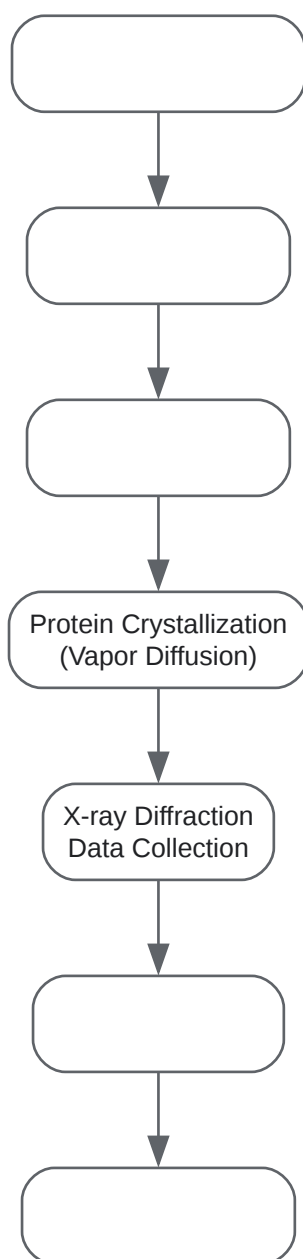 Protein Crystallization
(Vapor Diffusion)
X-ray Diffraction
Data Collection